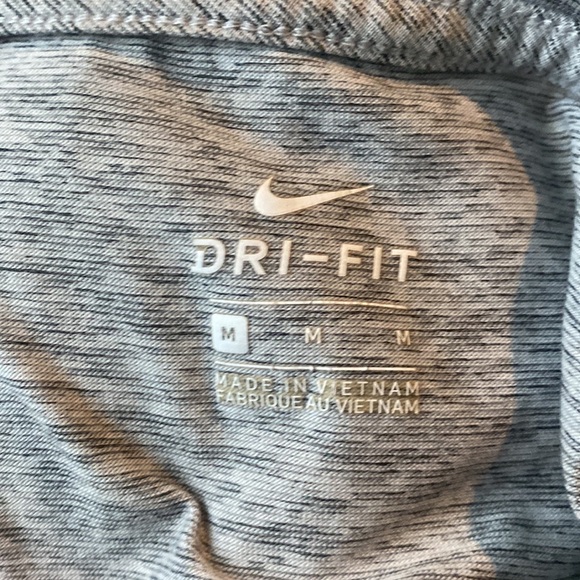 DRI-FIT
M M M
MADE IN VIETNAM
FABRIQUE AU VIETNAM